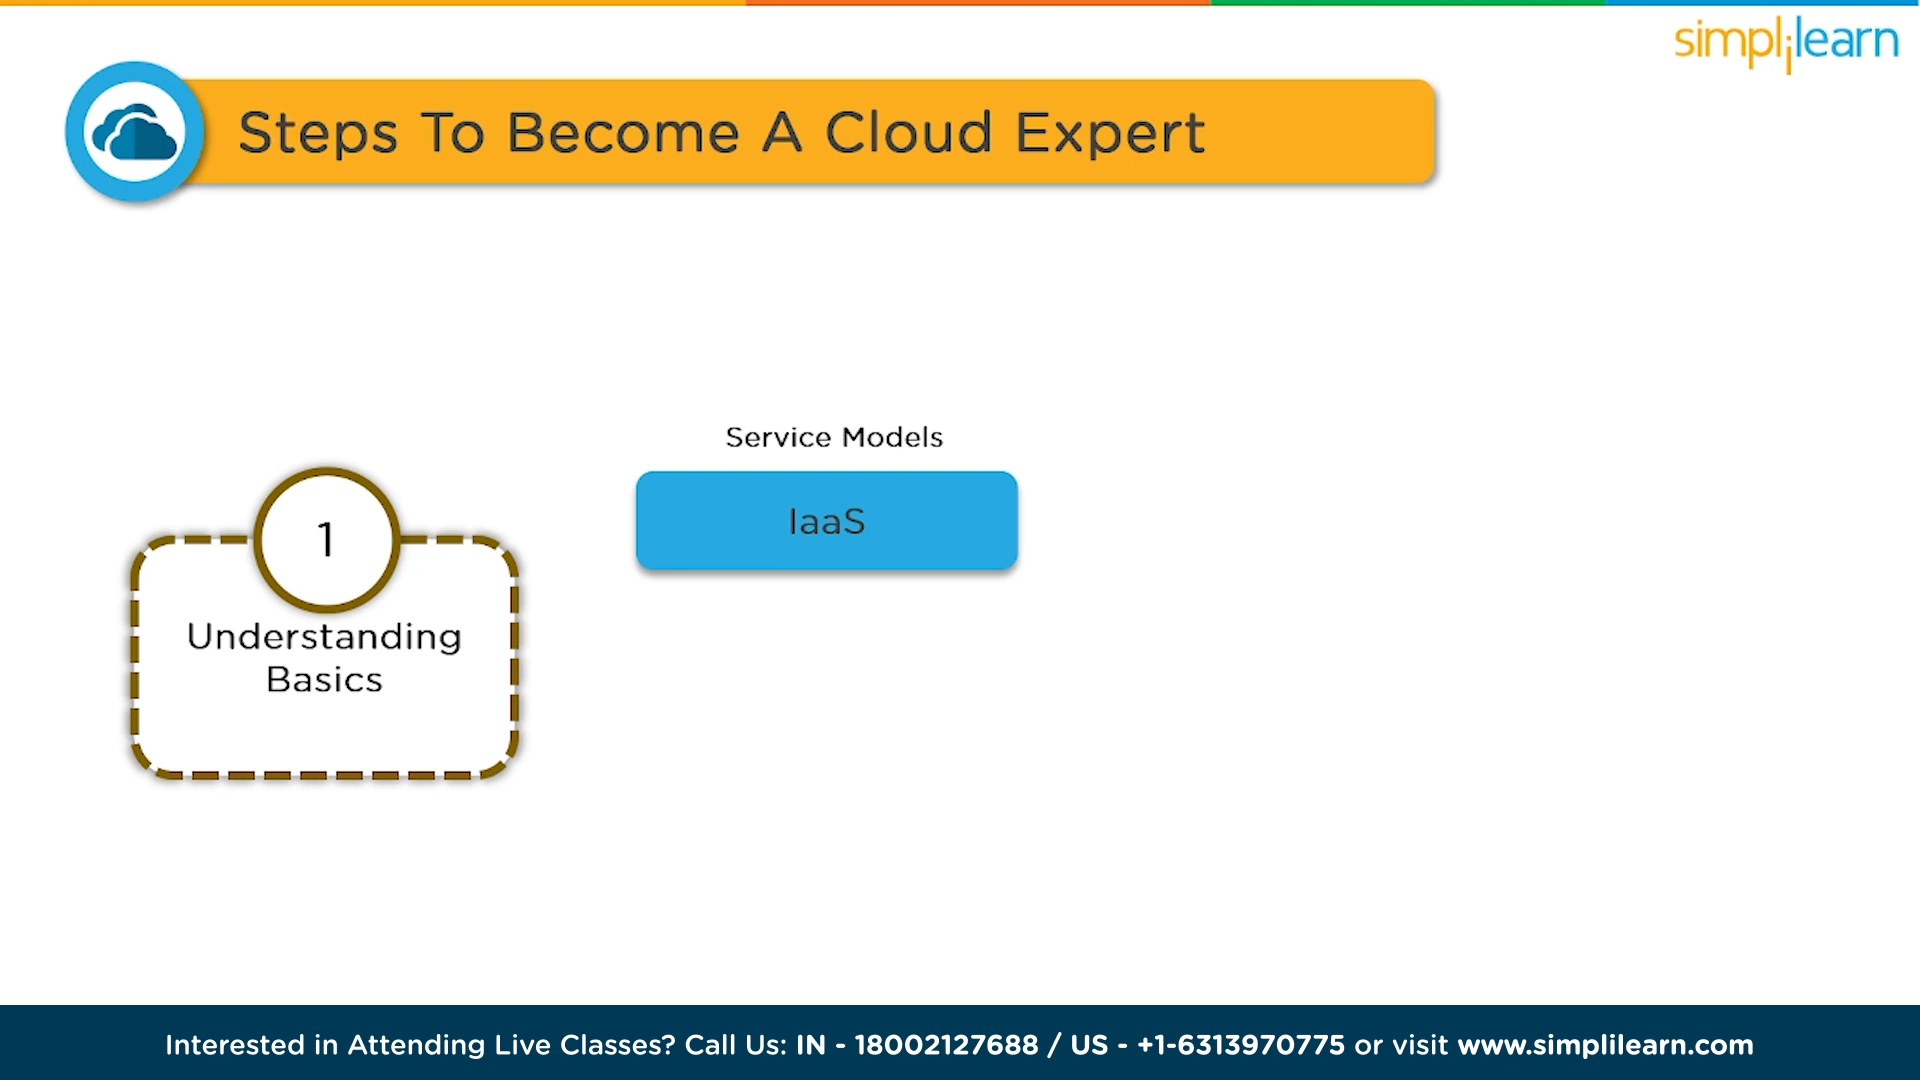 simplilearn
Steps To Become A Cloud Expert
Service Models
IaaS
1
Understanding
Basics
Interested in Attending Live Classes? Call Us: IN - 18002127688 / US - +1-6313970775 or visit www.simplilearn.com